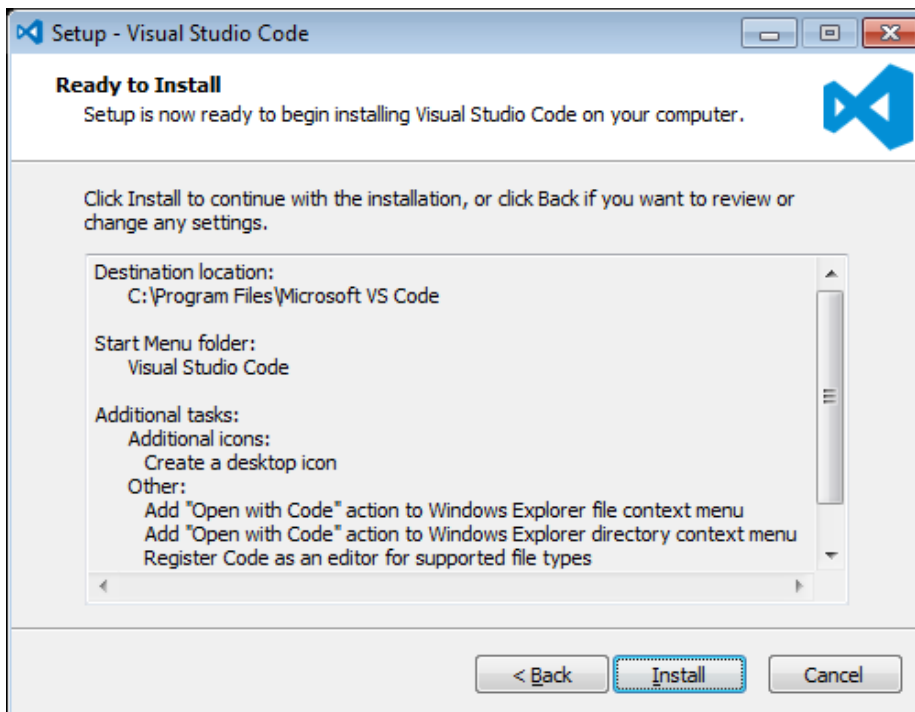 Setup - Visual Studio Code
Ready to Install
Setup is now ready to begin installing Visual Studio Code on your computer.
Click Install to continue with the installation, or click Back if you want to review or
change any settings.
Destination location:
C:\Program Files\Microsoft VS Code
Start Menu folder:
Visual Studio Code
Additional tasks:
Additional icons:
Create a desktop icon
Other:
Add "Open with Code" action to Windows Explorer file context menu
Add "Open with Code" action to Windows Explorer directory context menu
Register Code as an editor for supported file types
< Back
Install
Cancel